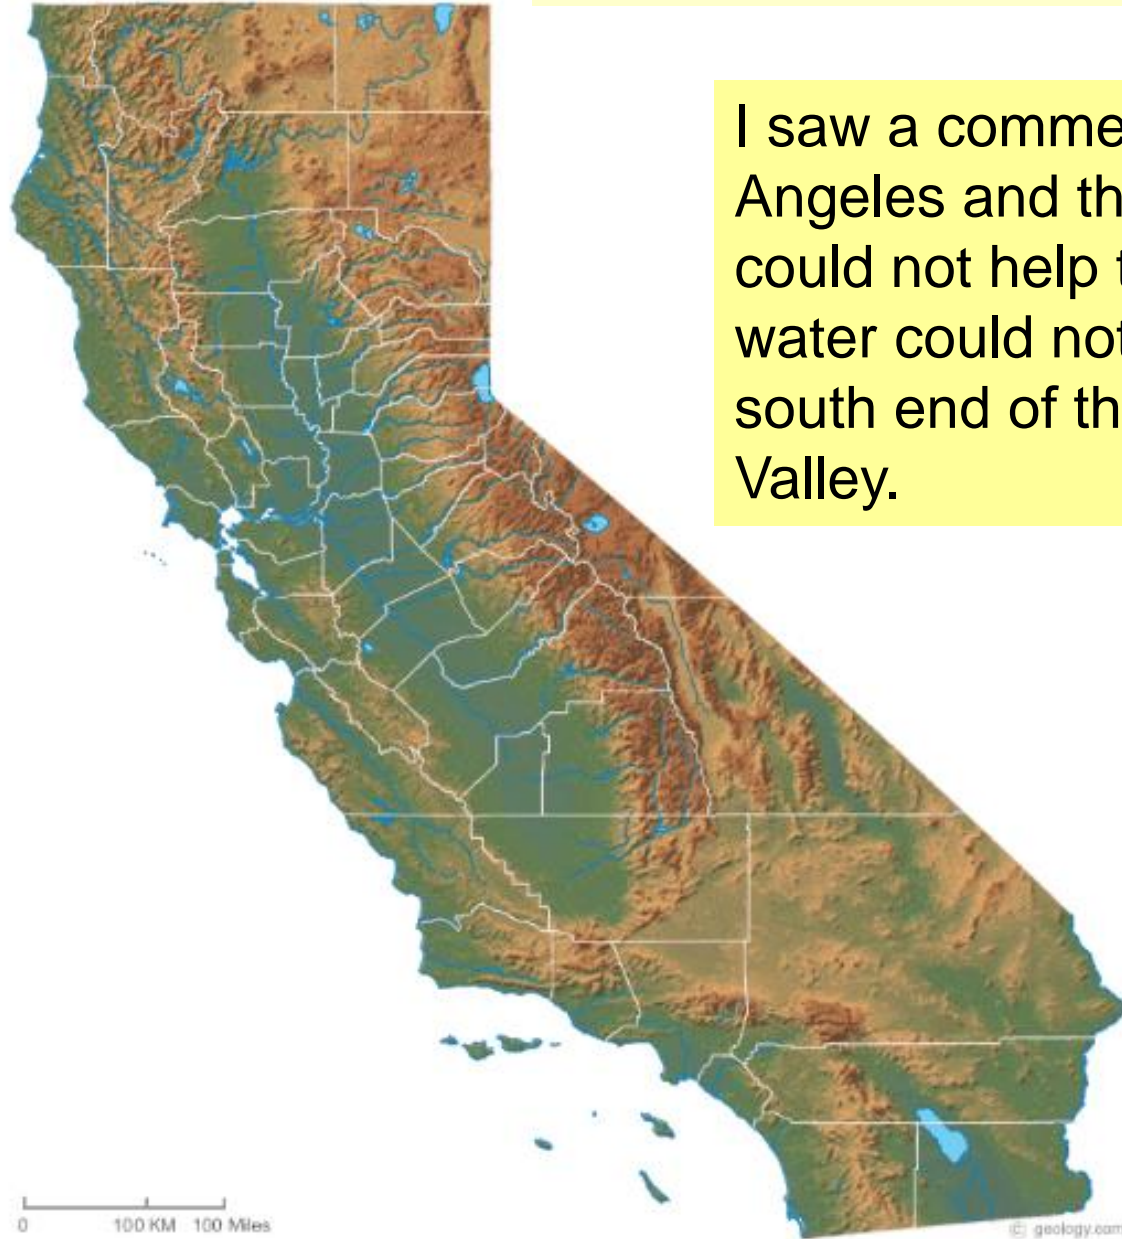 I saw a comme
Angeles and th
could not help t
water could not
south end of th
Valley.
0 100 KM 100 Miles
© geology.com